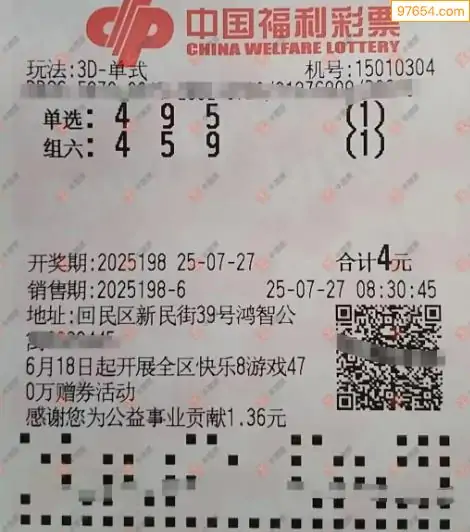 97654.com
中国福利彩票
CHINA WELFARE LOTTERY
玩法:3D-单式 机号:15010304
单选: 4 9 5 (1)
组六: 4 5 9 (1)
开奖期:2025198 25-07-27 合计4元
销售期:2025198-6 25-07-27 08:30:45
地址:回民区新民街39号鸿智公
6月18日起开展全区快乐8游戏47
0万赠券活动
感谢您为公益事业贡献1.36元